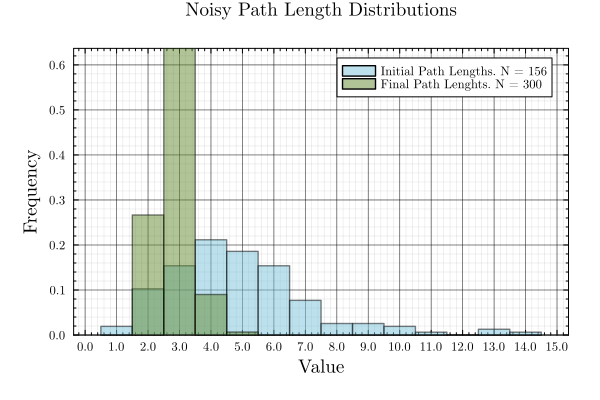 Noisy Path Length Distributions
Initial Path Lengths. N = 156
Final Path Lenghts. N = 300
Frequency
0.6
0.5
0.4
0.3
0.2
0.1
0.0
0.0 1.0 2.0 3.0 4.0 5.0 6.0 7.0 8.0 9.0 10.0 11.0 12.0 13.0 14.0 15.0
Value